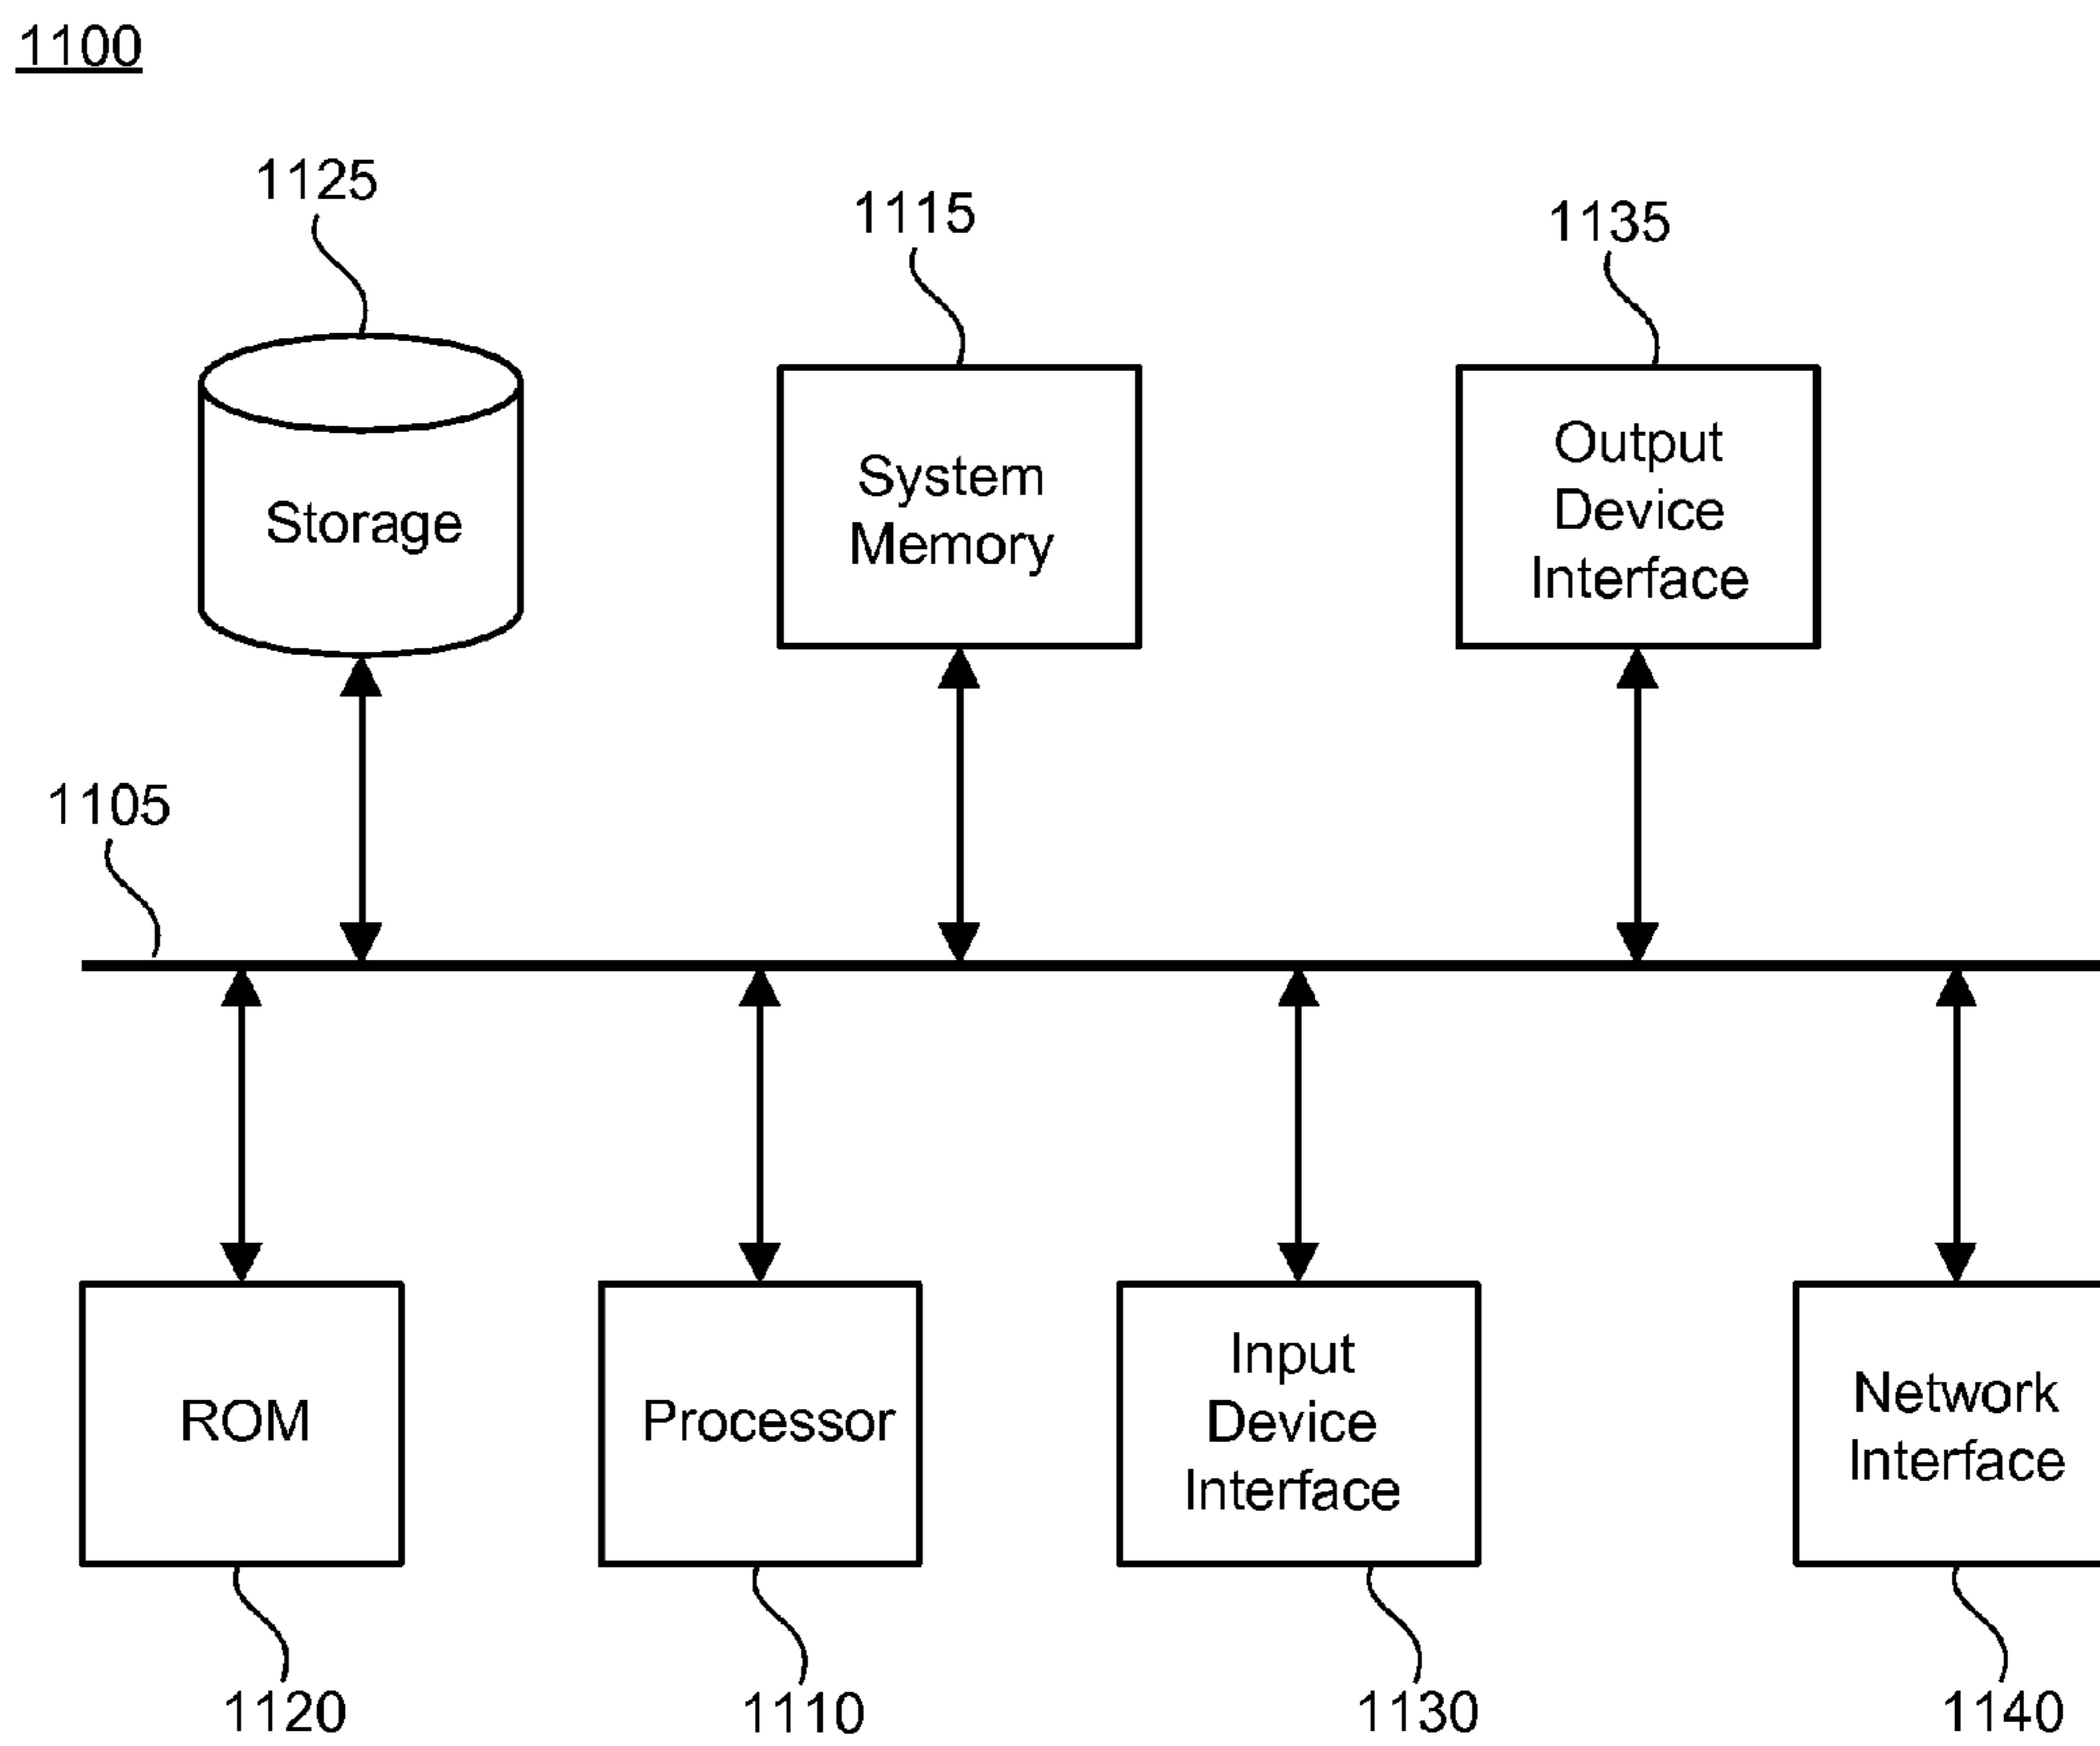 1100
1125
1115
1135
Storage
System
Memory
Output
Device
Interface
1105
ROM
Processor
Input
Device
Interface
Network
Interface
1120
1110
1130
1140